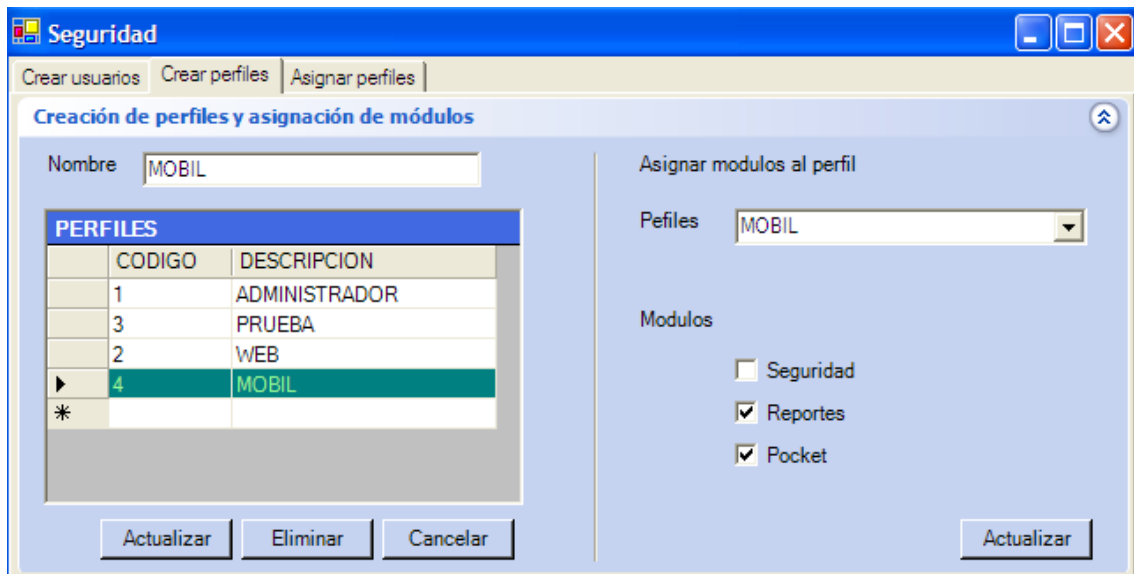 Seguridad
Crear usuarios Crear perfiles Asignar perfiles
Creación de perfiles y asignación de módulos
Nombre MOBIL
PERFILES
CODIGO DESCRIPCION
1 ADMINISTRADOR
3 PRUEBA
2 WEB
4 MOBIL
Actualizar Eliminar Cancelar
Asignar modulos al perfil
Pefiles MOBIL
Modulos
Seguridad
Reportes
Pocket
Actualizar